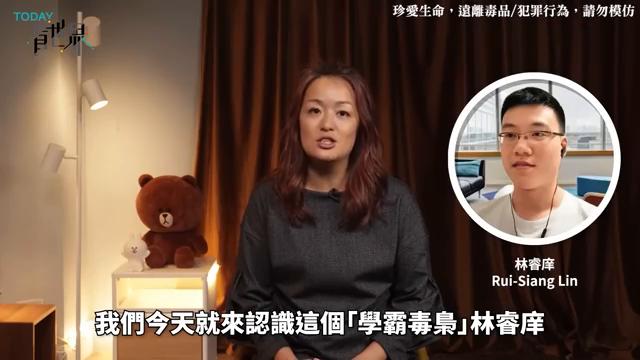 TODAY
看世界
珍愛生命，遠離毒品/犯罪行為，請勿模仿
林睿庠
Rui-Siang Lin
我們今天就來認識這個「學霸毒梟」林睿庠